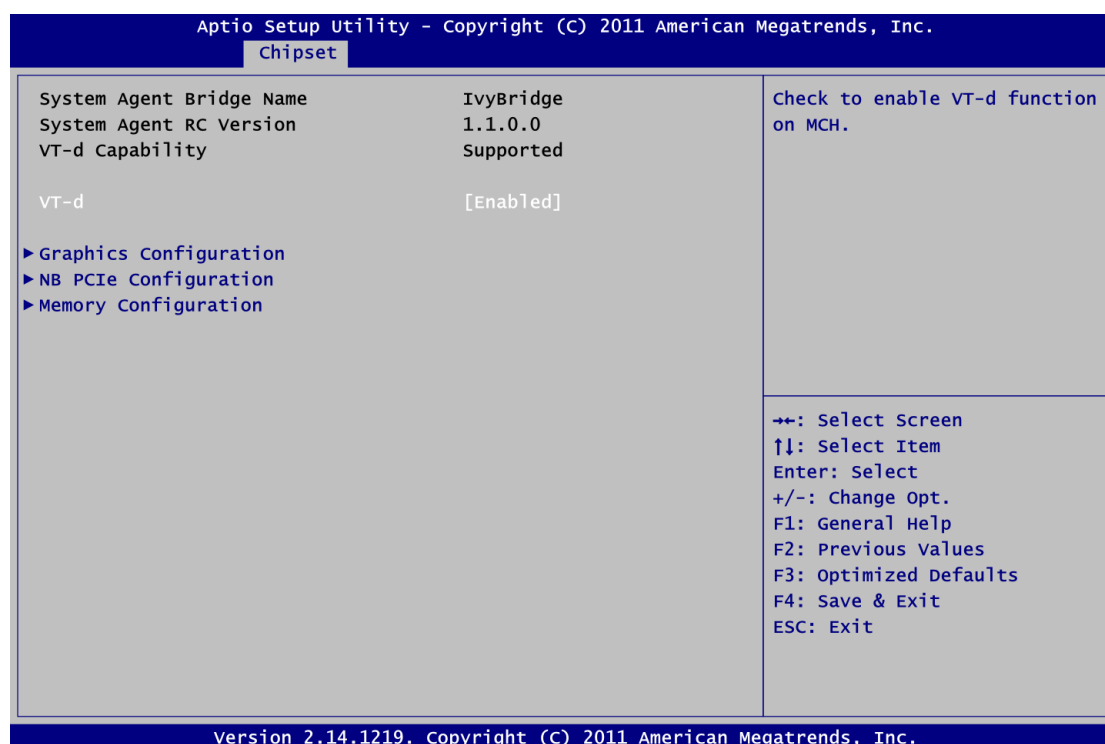 Aptio Setup Utility - Copyright (C) 2011 American Megatrends, Inc.
Chipset
System Agent Bridge Name IvyBridge
System Agent RC Version 1.1.0.0
VT-d Capability Supported
VT-d [Enabled]
►Graphics Configuration
►NB PCIe Configuration
►Memory Configuration
Check to enable VT-d function
on MCH.
→←: Select Screen
↑↓: Select Item
Enter: Select
+/-: Change Opt.
F1: General Help
F2: Previous Values
F3: Optimized Defaults
F4: Save & Exit
ESC: Exit
Version 2.14.1219. Copyright (C) 2011 American Megatrends, Inc.